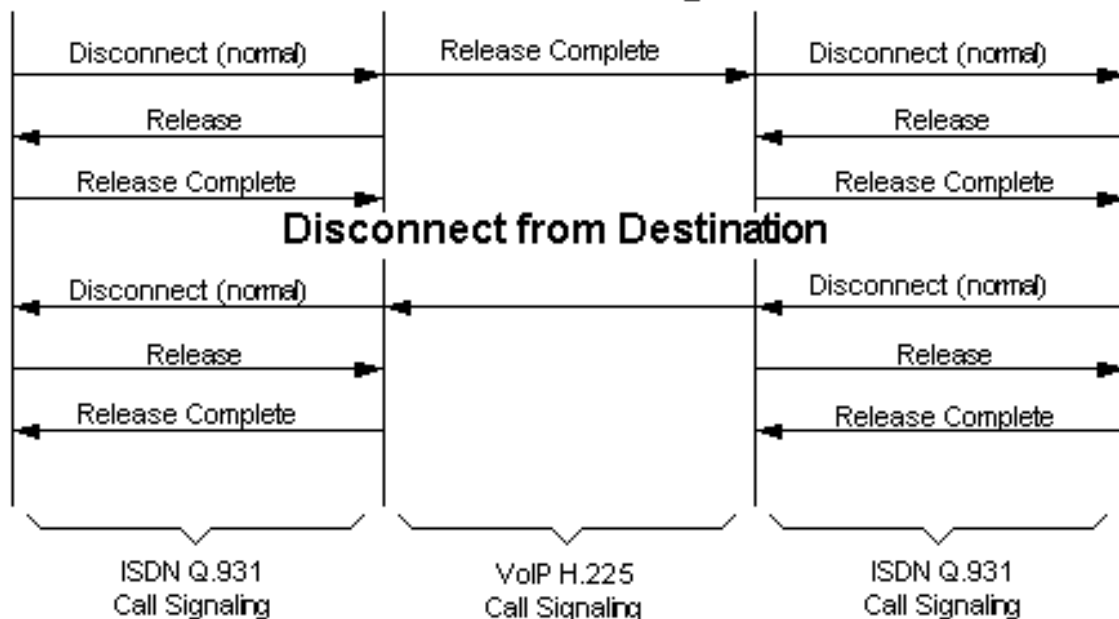 Disconnect (normal)
Release Complete
Disconnect (normal)
Release
Release
Release Complete
Release Complete
Disconnect from Destination
Disconnect (normal)
Disconnect (normal)
Release
Release
Release Complete
Release Complete
ISDN Q.931
Call Signaling
VoIP H.225
Call Signaling
ISDN Q.931
Call Signaling